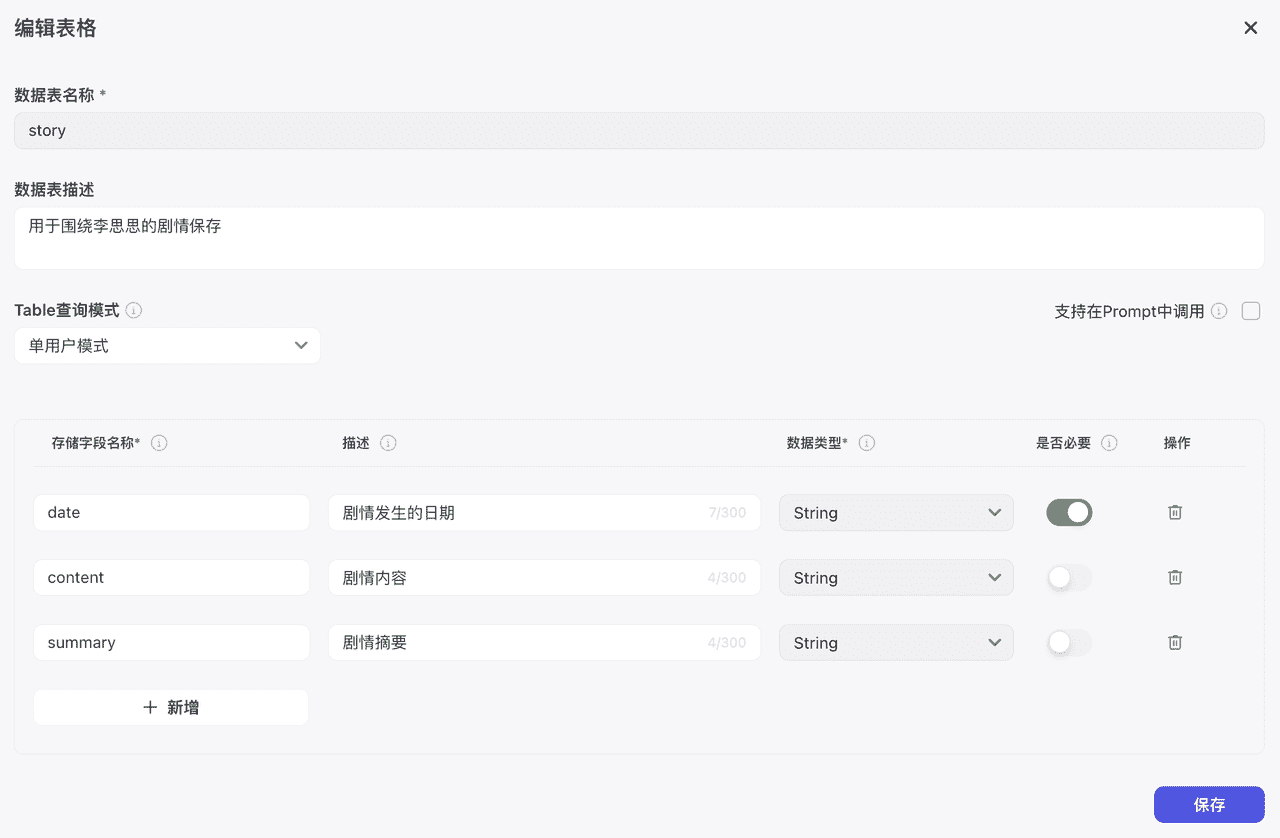 编辑表格
数据表名称 *
story
数据表描述
用于围绕李思思的剧情保存
Table查询模式
支持在Prompt中调用
单用户模式
存储字段名称* 描述 数据类型* 是否必要 操作
date 剧情发生的日期 7/300 String
content 剧情内容 4/300 String
summary 剧情摘要 4/300 String
新增
保存